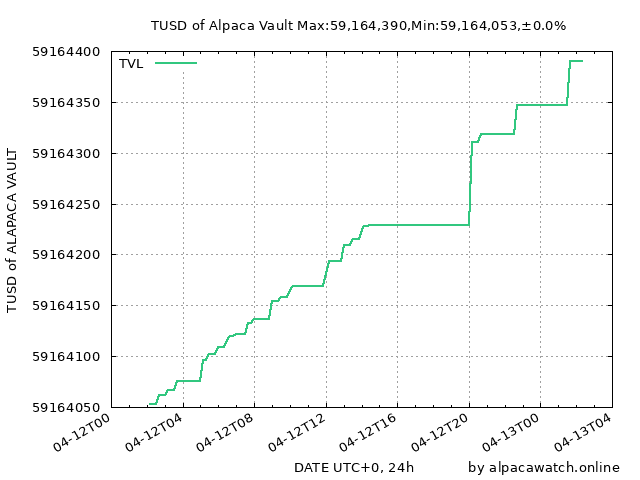 TUSD of Alpaca Vault Max:59,164,390,Min:59,164,053,±0.0%
59164400
TVL
59164350
59164300
59164250
59164200
59164150
59164100
59164050
TUSD of ALAPACA VAULT
04-12T00
04-12T04
04-12T08
04-12T12
04-12T16
04-12T20
04-13T00
04-13T04
DATE UTC+0, 24h
by alpacawatch.online